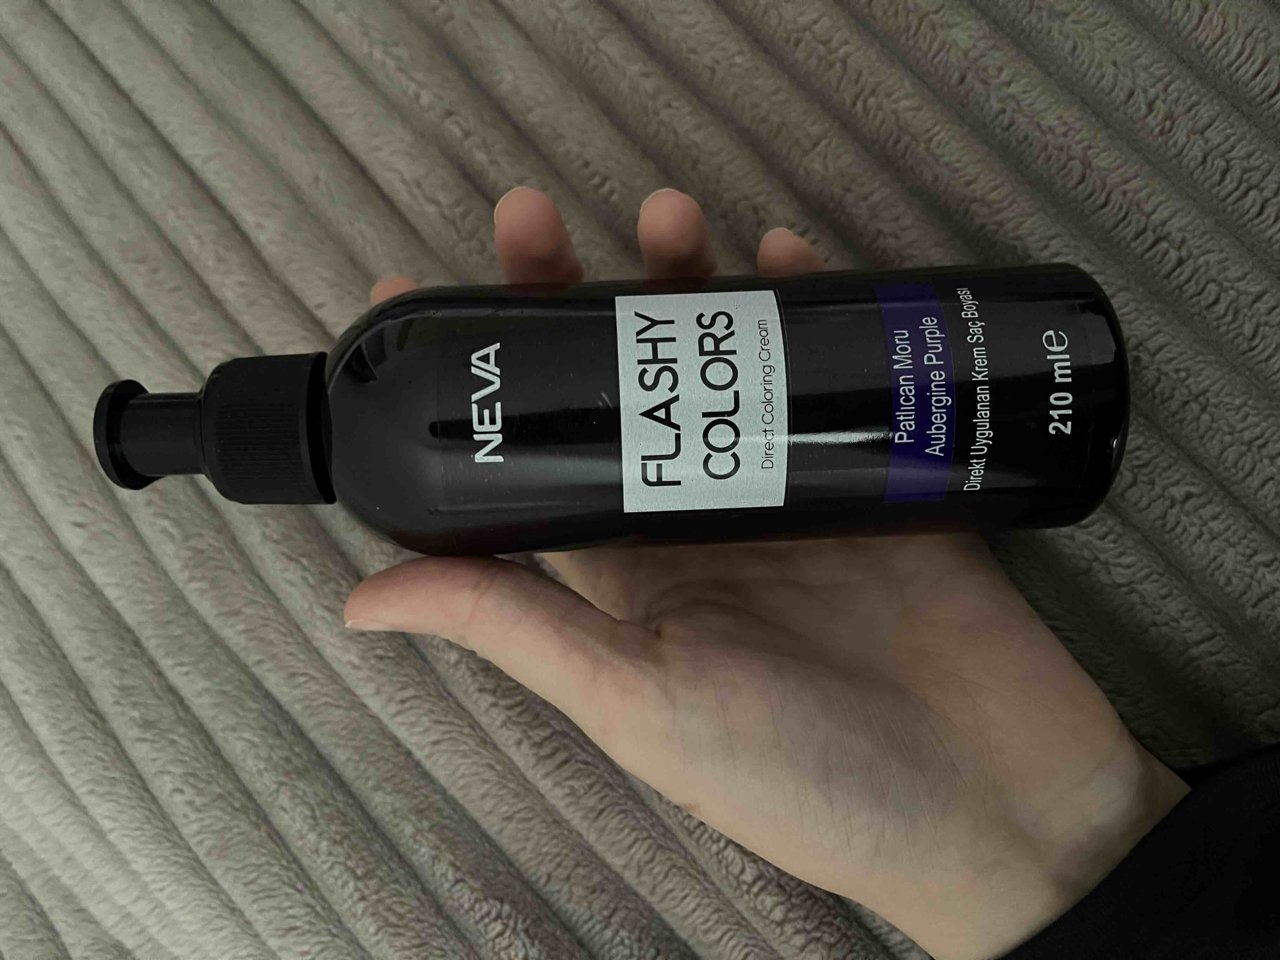 NEVA
FLASHY
COLORS
Direct Coloring Cream
Patlıcan Moru
Aubergine Purple
Direkt Uygulanan Krem Saç Boyası
210 ml℮